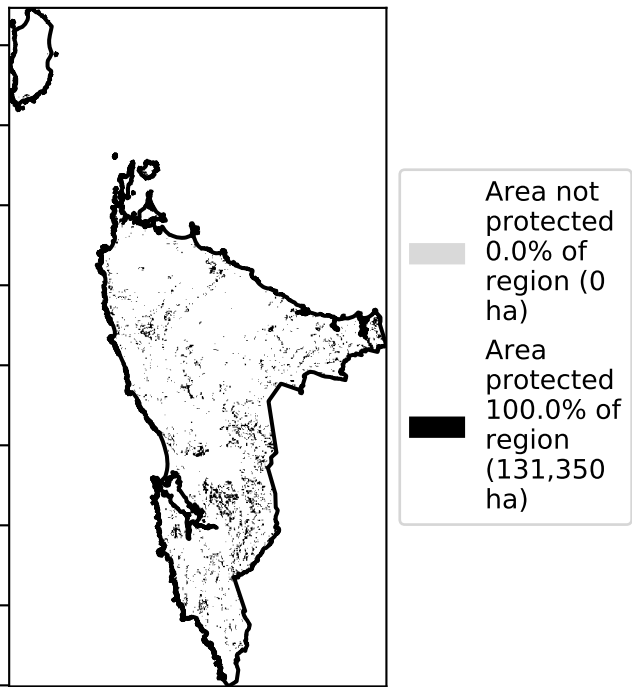 Area not
protected
0.0% of
region (0
ha)
Area
protected
100.0% of
region
(131,350
ha)